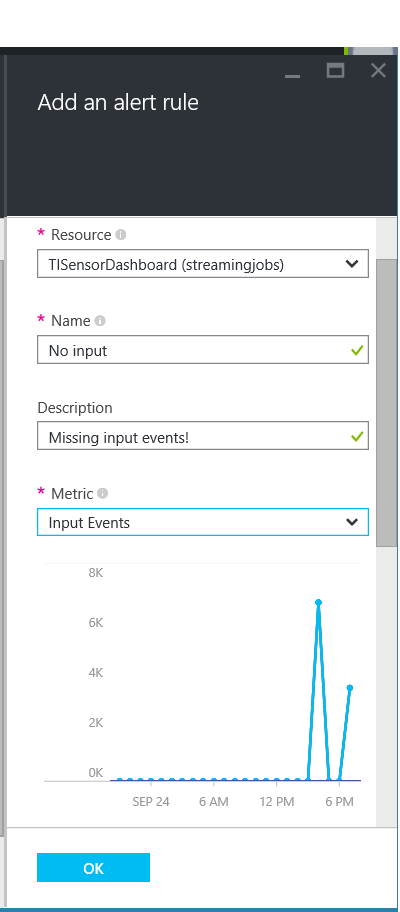 Add an alert rule
* Resource
TISensorDashboard (streamingjobs)
* Name
No input
Description
Missing input events!
* Metric
Input Events
8K
6K
4K
2K
0K
SEP 24 6 AM 12 PM 6 PM
OK